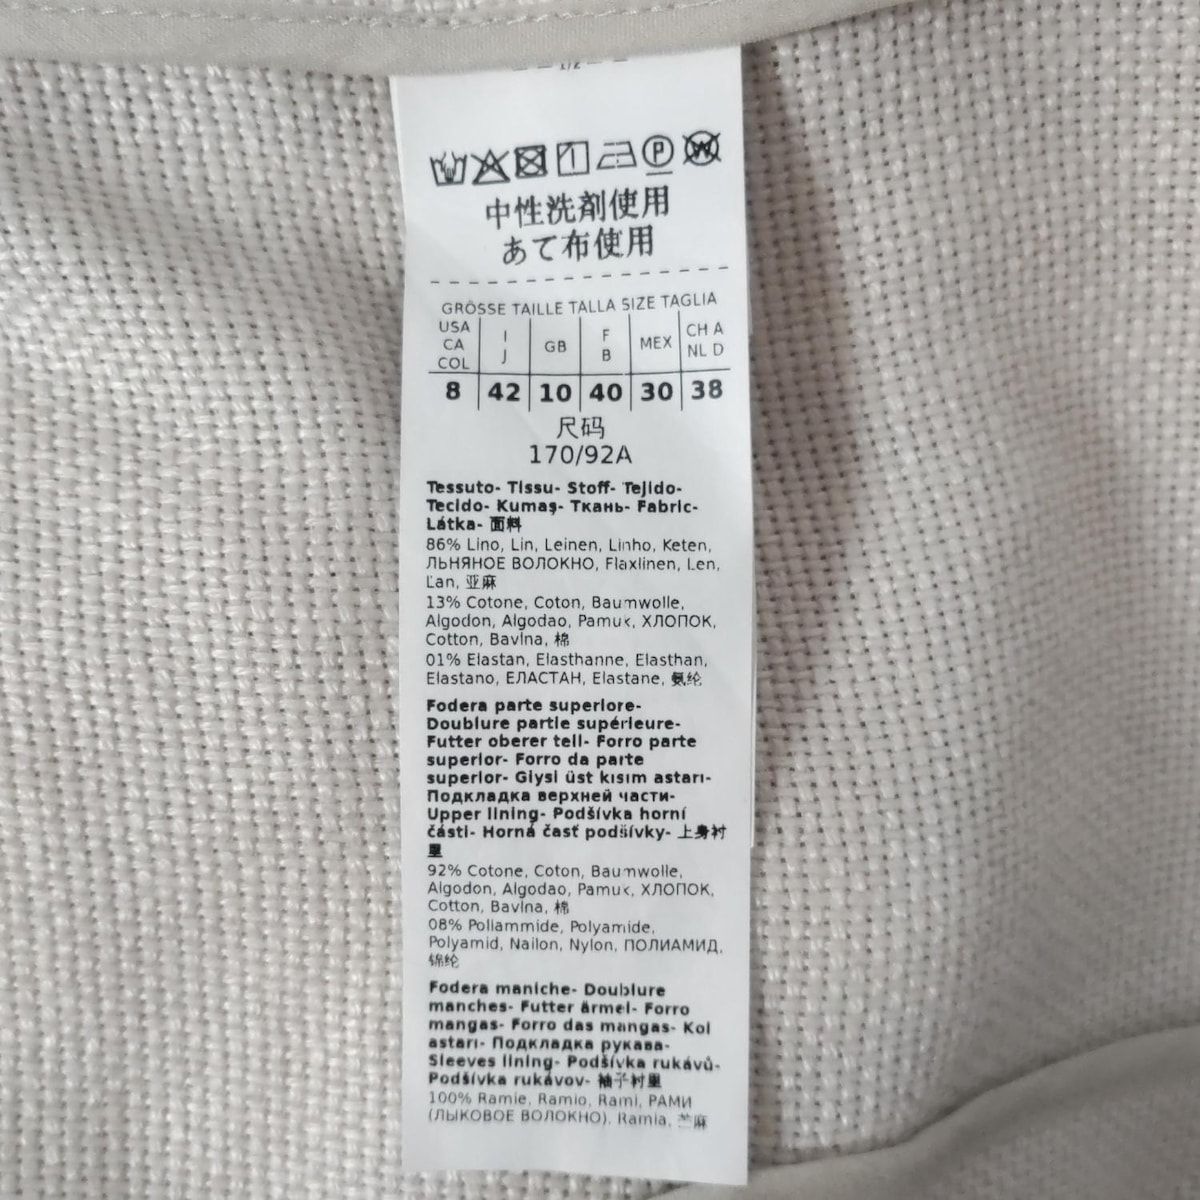 1/2
P W
中性洗剤使用
あて布使用
GRÖSSE TAILLE TALLA SIZE TAGLIA
USA CA COL | I J | GB | F B | MEX | CH A NL D
8 | 42 | 10 | 40 | 30 | 38
尺码
170/92A
Tessuto- Tissu- Stoff- Tejido-
Tecido- Kumaş- Ткань- Fabric-
Látka- 面料
86% Lino, Lin, Leinen, Linho, Keten,
ЛЬНЯНОЕ ВОЛОКНО, Flaxlinen, Len,
Ľan, 亚麻
13% Cotone, Coton, Baumwolle,
Algodon, Algodao, Pamuk, ХЛОПОК,
Cotton, Bavlna, 棉
01% Elastan, Elasthanne, Elasthan,
Elastano, ЕЛАСТАН, Elastane, 氨纶
Fodera parte superiore-
Doublure partie supérieure-
Futter oberer teil- Forro parte
superior- Forro da parte
superior- Giysi üst kısım astarı-
Подкладка верхней части-
Upper lining- Podšívka horní
části- Horná časť podšívky- 上身衬
里
92% Cotone, Coton, Baumwolle,
Algodon, Algodao, Pamuk, ХЛОПОК,
Cotton, Bavlna, 棉
08% Poliammide, Polyamide,
Polyamid, Nailon, Nylon, ПОЛИАМИД,
锦纶
Fodera maniche- Doublure
manches- Futter ärmel- Forro
mangas- Forro das mangas- Kol
astarı- Подкладка рукава-
Sleeves lining- Podšívka rukávů-
Podšívka rukávov- 袖子衬里
100% Ramie, Ramio, Rami, РАМИ
(ЛЫКОВОЕ ВОЛОКНО), Ramia, 苎麻